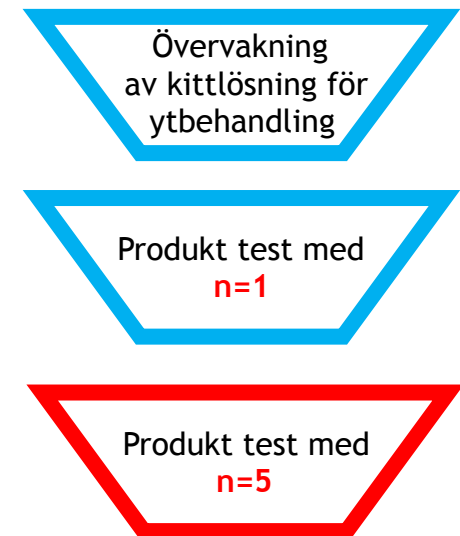 Övervakning
av kittlösning för
ytbehandling
Produkt test med
n=1
Produkt test med
n=5